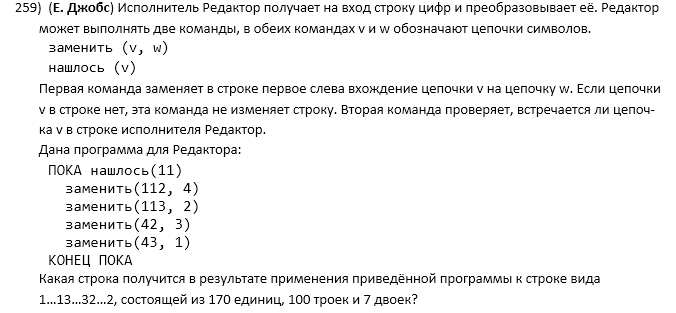 259) (Е. Джобс) Исполнитель Редактор получает на вход строку цифр и преобразовывает её. Редактор
может выполнять две команды, в обеих командах v и w обозначают цепочки символов.
заменить (v, w)
нашлось (v)
Первая команда заменяет в строке первое слева вхождение цепочки v на цепочку w. Если цепочки
v в строке нет, эта команда не изменяет строку. Вторая команда проверяет, встречается ли цепоч-
ка v в строке исполнителя Редактор.
Дана программа для Редактора:
ПОКА нашлось(11)
заменить(112, 4)
заменить(113, 2)
заменить(42, 3)
заменить(43, 1)
КОНЕЦ ПОКА
Какая строка получится в результате применения приведённой программы к строке вида
1…13…32…2, состоящей из 170 единиц, 100 троек и 7 двоек?